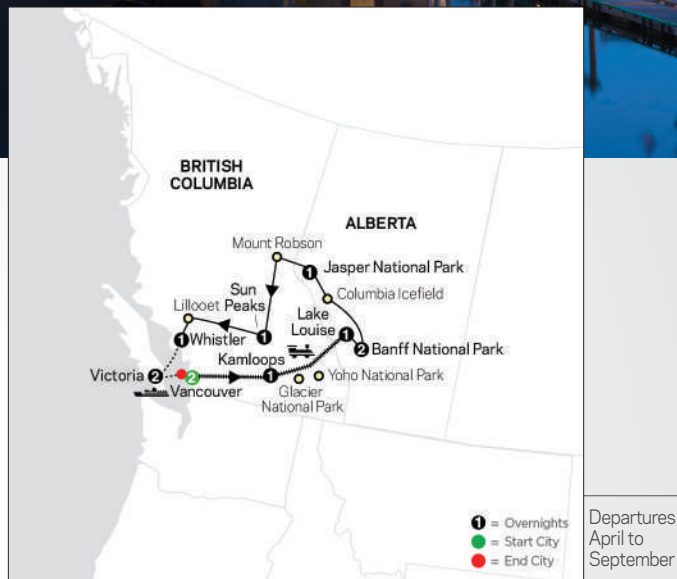 BRITISH
COLUMBIA
ALBERTA
Mount Robson
1 Jasper National Park
Sun
Peaks
Columbia Icefield
Lillooet
Lake
Louise
1
1 Whistler
1
Kamloops
2 Banff National Park
Victoria 2
2
Vancouver
1
Yoho National Park
Glacier
National Park
1 = Overnights
= Start City
= End City
Departures
April to
September